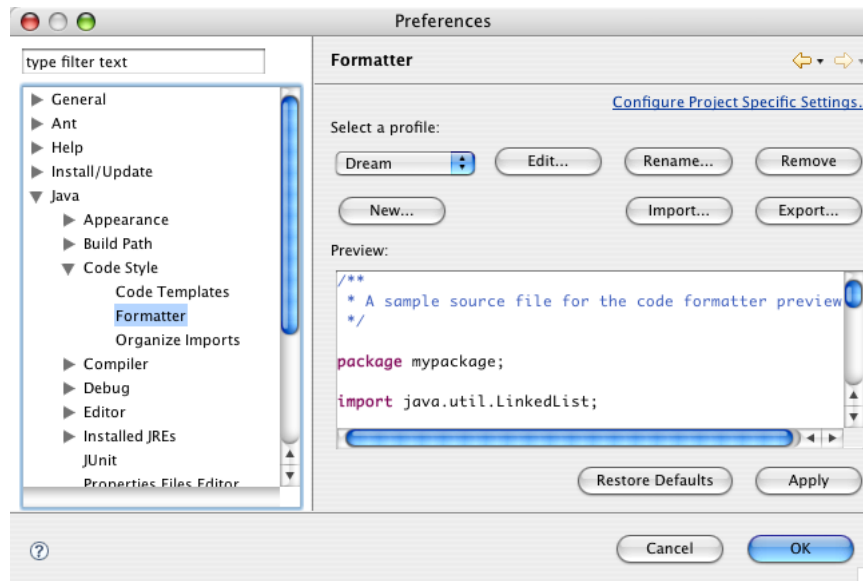 Preferences
type filter text
General
Ant
Help
Install/Update
Java
Appearance
Build Path
Code Style
Code Templates
Formatter
Organize Imports
Compiler
Debug
Editor
Installed JREs
JUnit
Properties Files Editor
Formatter
Configure Project Specific Settings.
Select a profile:
Dream Edit... Rename... Remove
New... Import... Export...
Preview:
/**
* A sample source file for the code formatter preview
*/
package mypackage;
import java.util.LinkedList;
Restore Defaults Apply
? Cancel OK